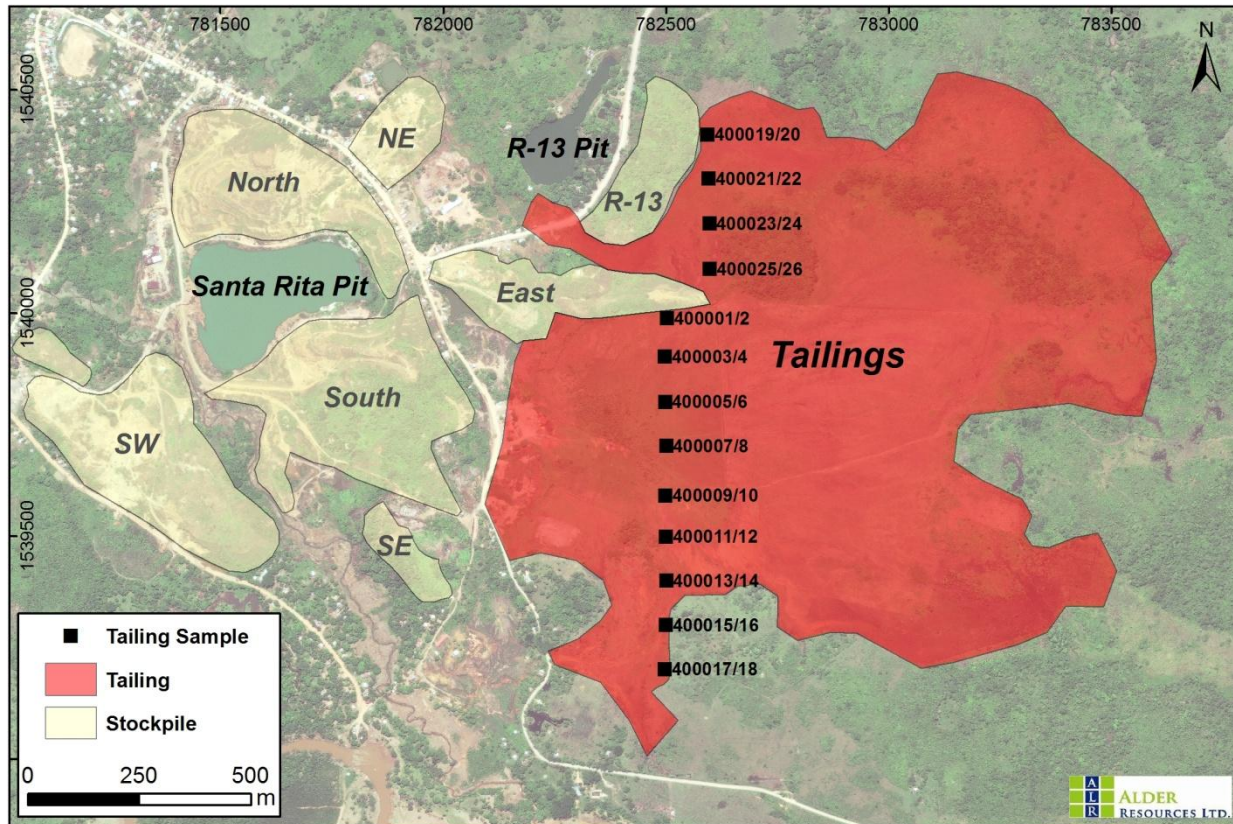 781500
782000
782500
783000
783500
N
1540500
1540000
1539500
NE
North
R-13 Pit
R-13
400019/20
400021/22
400023/24
400025/26
Santa Rita Pit
East
400001/2
400003/4
Tailings
South
400005/6
SW
400007/8
400009/10
SE
400011/12
400013/14
400015/16
400017/18
Tailing Sample
Tailing
Stockpile
0 250 500
m
A
L
R
ALDER
RESOURCES LTD.